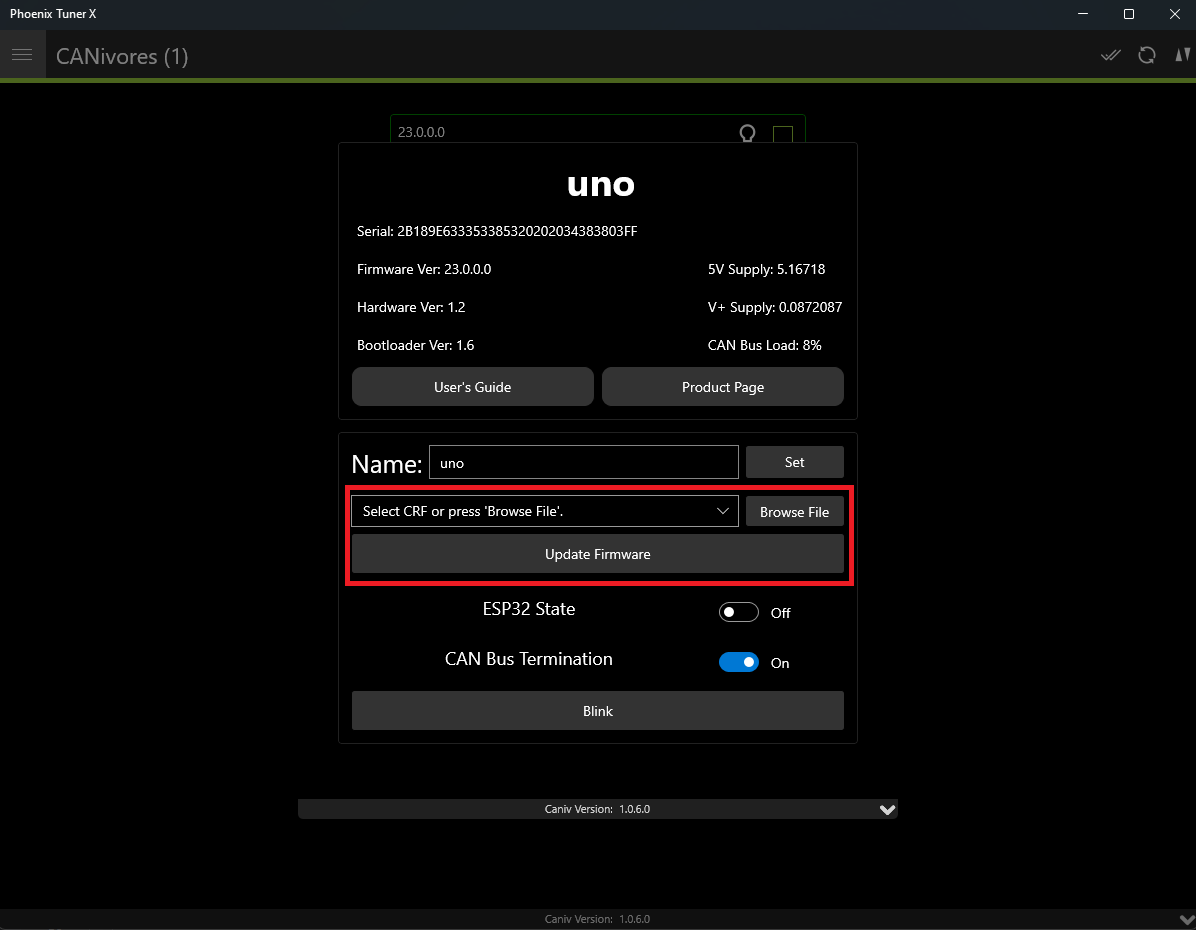 Phoenix Tuner X
CANivores (1)
23.0.0.0
uno
Serial: 2B189E633353385320202034383803FF
Firmware Ver: 23.0.0.0
5V Supply: 5.16718
Hardware Ver: 1.2
V+ Supply: 0.0872087
Bootloader Ver: 1.6
CAN Bus Load: 8%
User's Guide
Product Page
Name:
uno
Set
Select CRF or press 'Browse File'.
Browse File
Update Firmware
ESP32 State
Off
CAN Bus Termination
On
Blink
Caniv Version: 1.0.6.0
Caniv Version: 1.0.6.0